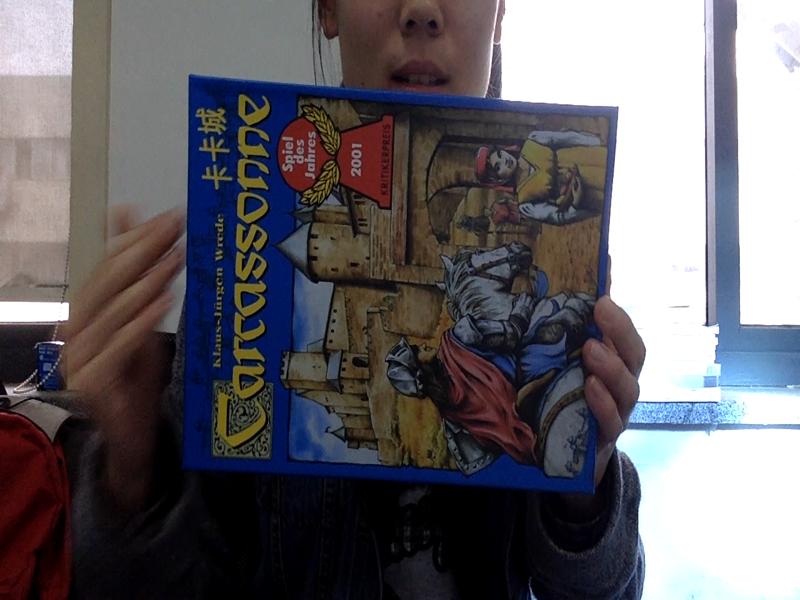 卡卡城
Klaus-Jürgen Wrede
Carcassonne
Spiel
des
Jahres
2001
KRITIKERPREIS